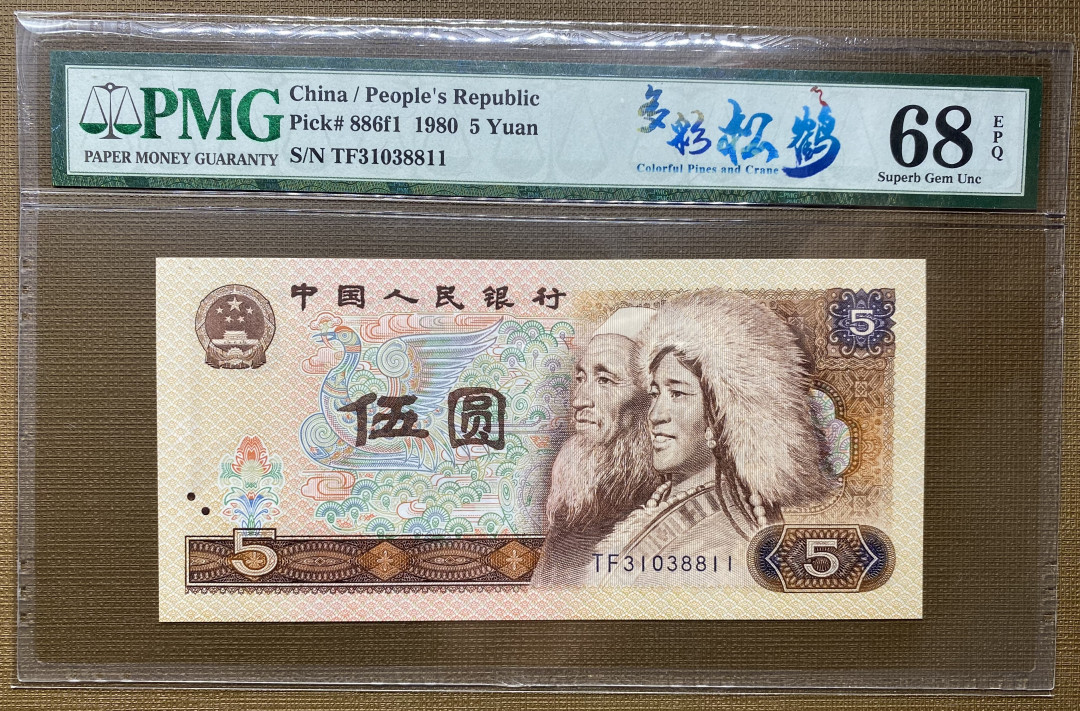 PMG
PAPER MONEY GUARANTY
China / People's Republic
Pick# 886f1 1980 5 Yuan
S/N TF31038811
多彩松鹤
Colorful Pines and Crane
68
EPQ
Superb Gem Unc
中国人民银行
5
伍圆
5
TF31038811
5